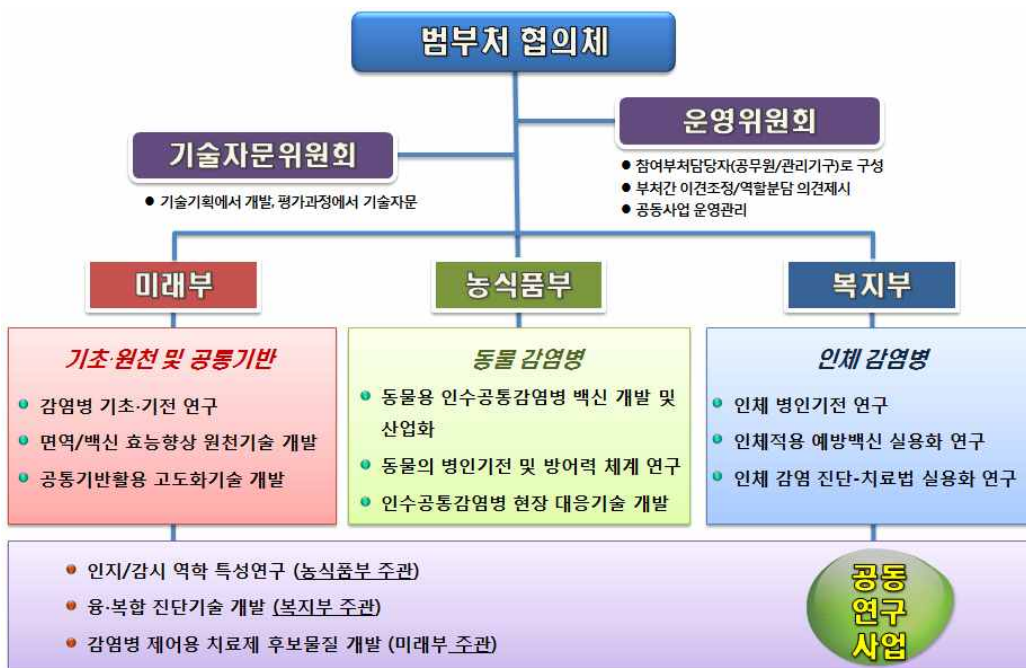 범부처 협의체
기술자문위원회
● 기술기획에서 개발, 평가과정에서 기술자문
운영위원회
● 참여부처담당자(공무원/관리기구)로 구성
● 부처간 이견조정/역할분담 의견제시
● 공동사업 운영관리
미래부
기초·원천 및 공통기반
● 감염병 기초·기전 연구
● 면역/백신 효능향상 원천기술 개발
● 공통기반활용 고도화기술 개발
농식품부
동물 감염병
● 동물용 인수공통감염병 백신 개발 및
산업화
● 동물의 병인기전 및 방어력 체계 연구
● 인수공통감염병 현장 대응기술 개발
복지부
인체 감염병
● 인체 병인기전 연구
● 인체적용 예방백신 실용화 연구
● 인체 감염 진단-치료법 실용화 연구
● 인지/감시 역학 특성연구 (농식품부 주관)
● 융·복합 진단기술 개발 (복지부 주관)
● 감염병 제어용 치료제 후보물질 개발 (미래부 주관)
공동
연구
사업